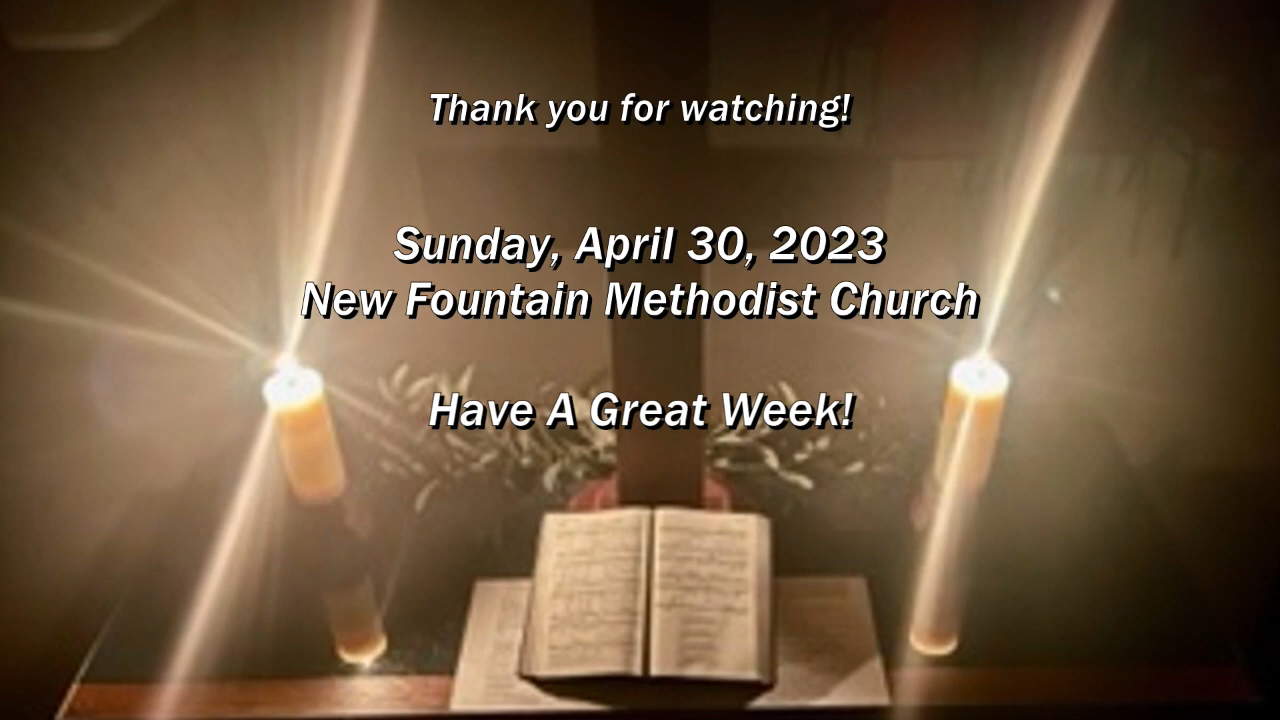 Thank you for watching!
Sunday, April 30, 2023
New Fountain Methodist Church
Have A Great Week!